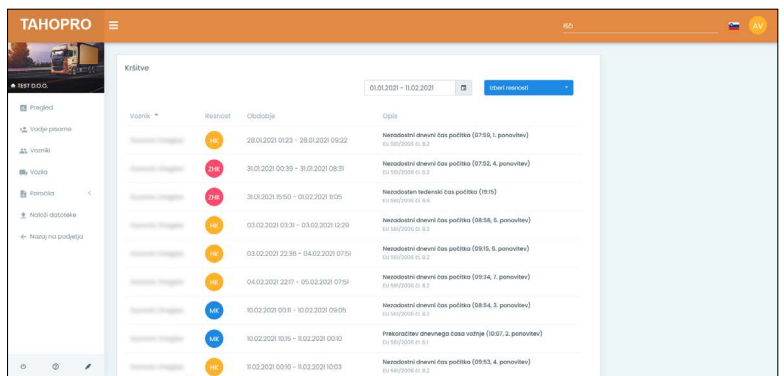 TAHOPRO
AV
TEST D.O.O.
Pregled
Vodje pisarne
Vozniki
Vozila
Poročila
Naloži datoteke
Nazaj na podjetja
Kršitve
01.01.2021 - 11.02.2021
Izberi resnosti
Voznik Resnost Obdobje Opis
HK 28.01.2021 01:23 - 28.01.2021 09:22 Nezadostni dnevni čas počitka (07:59, 1. ponovitev)
EU 561/2006 čl. 8.2
ZHK 31.01.2021 00:39 - 31.01.2021 08:31 Nezadostni dnevni čas počitka (07:52, 4. ponovitev)
EU 561/2006 čl. 8.2
ZHK 31.01.2021 15:50 - 01.02.2021 11:05 Nezadosten tedenski čas počitka (19:15)
EU 561/2006 čl.
HK 03.02.2021 03:31 - 03.02.2021 12:29 Nezadostni dnevni čas počitka (08:58, 5. ponovitev)
EU 561/2006 čl. 8.2
HK 03.02.2021 22:36 - 04.02.2021 07:51 Nezadostni dnevni čas počitka (09:15, 6. ponovitev)
EU 561/2006 čl. 8.2
HK 04.02.2021 22:17 - 05.02.2021 07:51 Nezadostni dnevni čas počitka (09:34, 7. ponovitev)
EU 561/2006 čl. 8.2
MK 10.02.2021 00:11 - 10.02.2021 09:05 Nezadostni dnevni čas počitka (08:54, 3. ponovitev)
EU 561/2006 čl. 8.2
MK 10.02.2021 10:15 - 11.02.2021 00:10 Prekoračitev dnevnega časa vožnje (10:07, 2. ponovitev)
EU 561/2006 čl. 6.1
HK 11.02.2021 00:10 - 11.02.2021 10:03 Nezadostni dnevni čas počitka (09:53, 4. ponovitev)
EU 561/2006 čl. 8.2